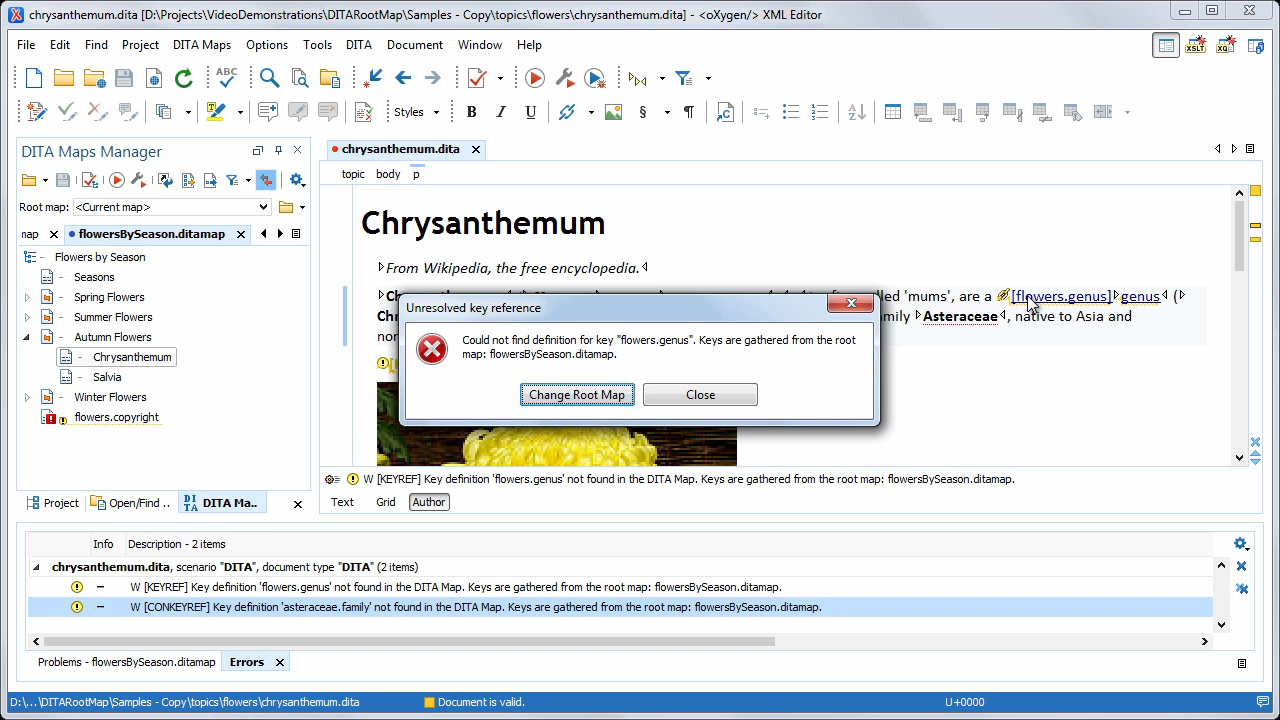 chrysanthemum.dita [D:\Projects\VideoDemonstrations\DITARootMap\Samples - Copy\topics\flowers\chrysanthemum.dita] - <oXygen/> XML Editor
File Edit Find Project DITA Maps Options Tools DITA Document Window Help
XSLT XQ
ABC
Styles B I U § ¶
DITA Maps Manager
chrysanthemum.dita
topic body p
Root map: <Current map>
map flowersBySeason.ditamap
Flowers by Season
Seasons
Spring Flowers
Summer Flowers
Autumn Flowers
Chrysanthemum
Salvia
Winter Flowers
flowers.copyright
Project Open/Find .. DITA DITA Ma..
Chrysanthemum
From Wikipedia, the free encyclopedia.
led 'mums', are a [flowers.genus] genus (
Asteraceae , native to Asia and
Unresolved key reference
Could not find definition for key "flowers.genus". Keys are gathered from the root
map: flowersBySeason.ditamap.
Change Root Map Close
W [KEYREF] Key definition 'flowers.genus' not found in the DITA Map. Keys are gathered from the root map: flowersBySeason.ditamap.
Text Grid Author
Info Description - 2 items
chrysanthemum.dita, scenario "DITA", document type "DITA" (2 items)
W [KEYREF] Key definition 'flowers.genus' not found in the DITA Map. Keys are gathered from the root map: flowersBySeason.ditamap.
W [CONKEYREF] Key definition 'asteraceae.family' not found in the DITA Map. Keys are gathered from the root map: flowersBySeason.ditamap.
Problems - flowersBySeason.ditamap Errors
D:\...\DITARootMap\Samples - Copy\topics\flowers\chrysanthemum.dita Document is valid. U+0000